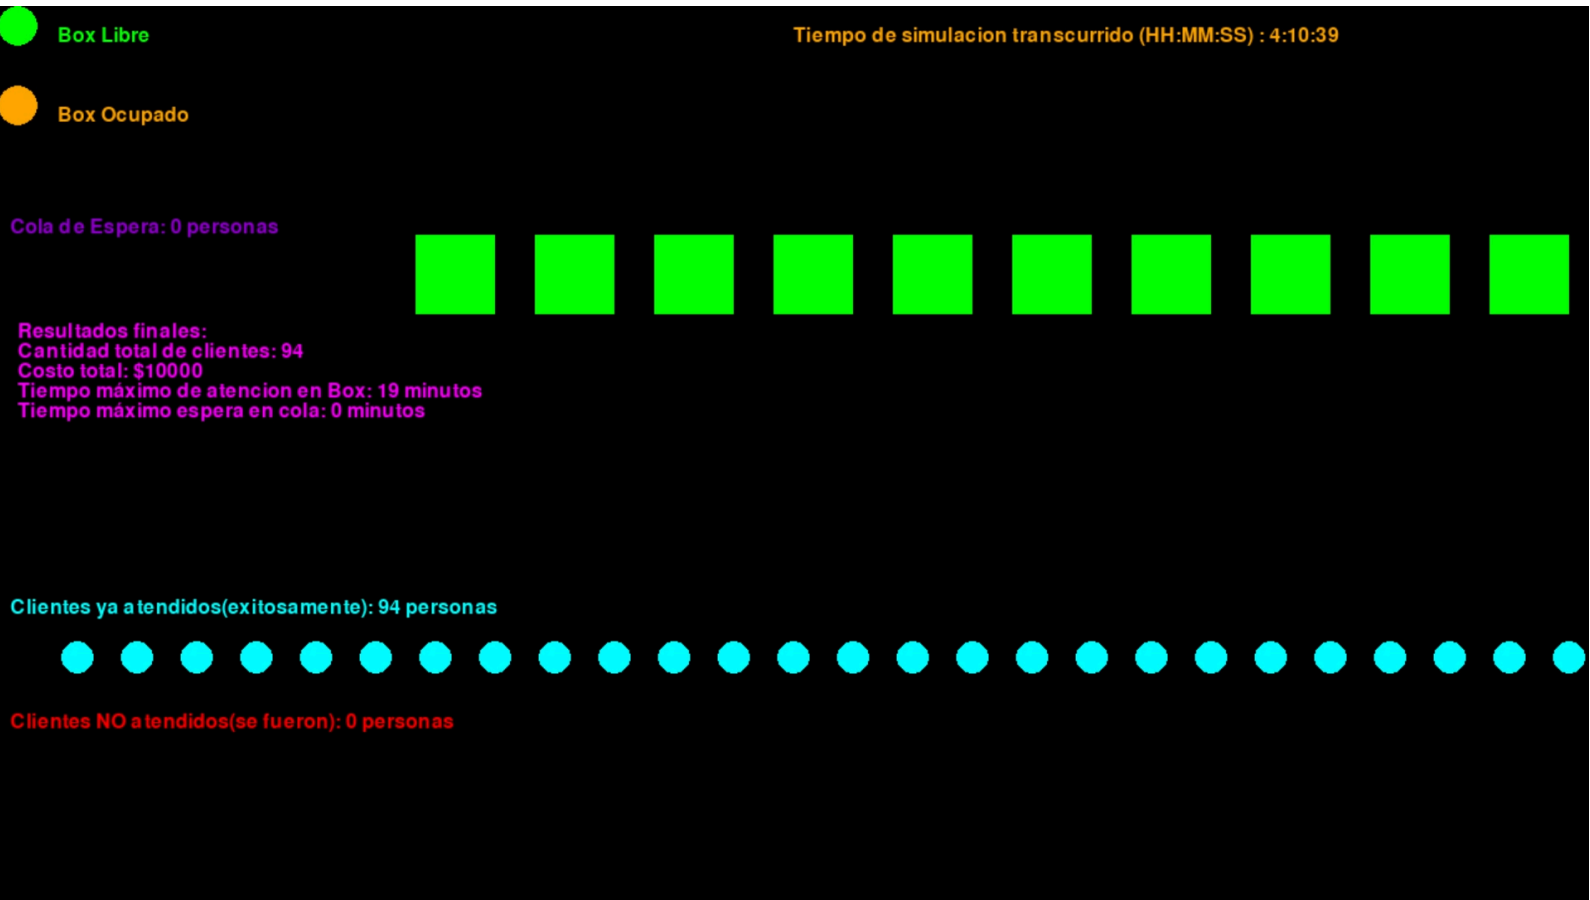 Box Libre
Tiempo de simulacion transcurrido (HH:MM:SS) : 4:10:39
Box Ocupado
Cola de Espera: 0 personas
Resultados finales:
Cantidad total de clientes: 94
Costo total: $10000
Tiempo máximo de atencion en Box: 19 minutos
Tiempo máximo espera en cola: 0 minutos
Clientes ya atendidos(exitosamente): 94 personas
Clientes NO atendidos(se fueron): 0 personas